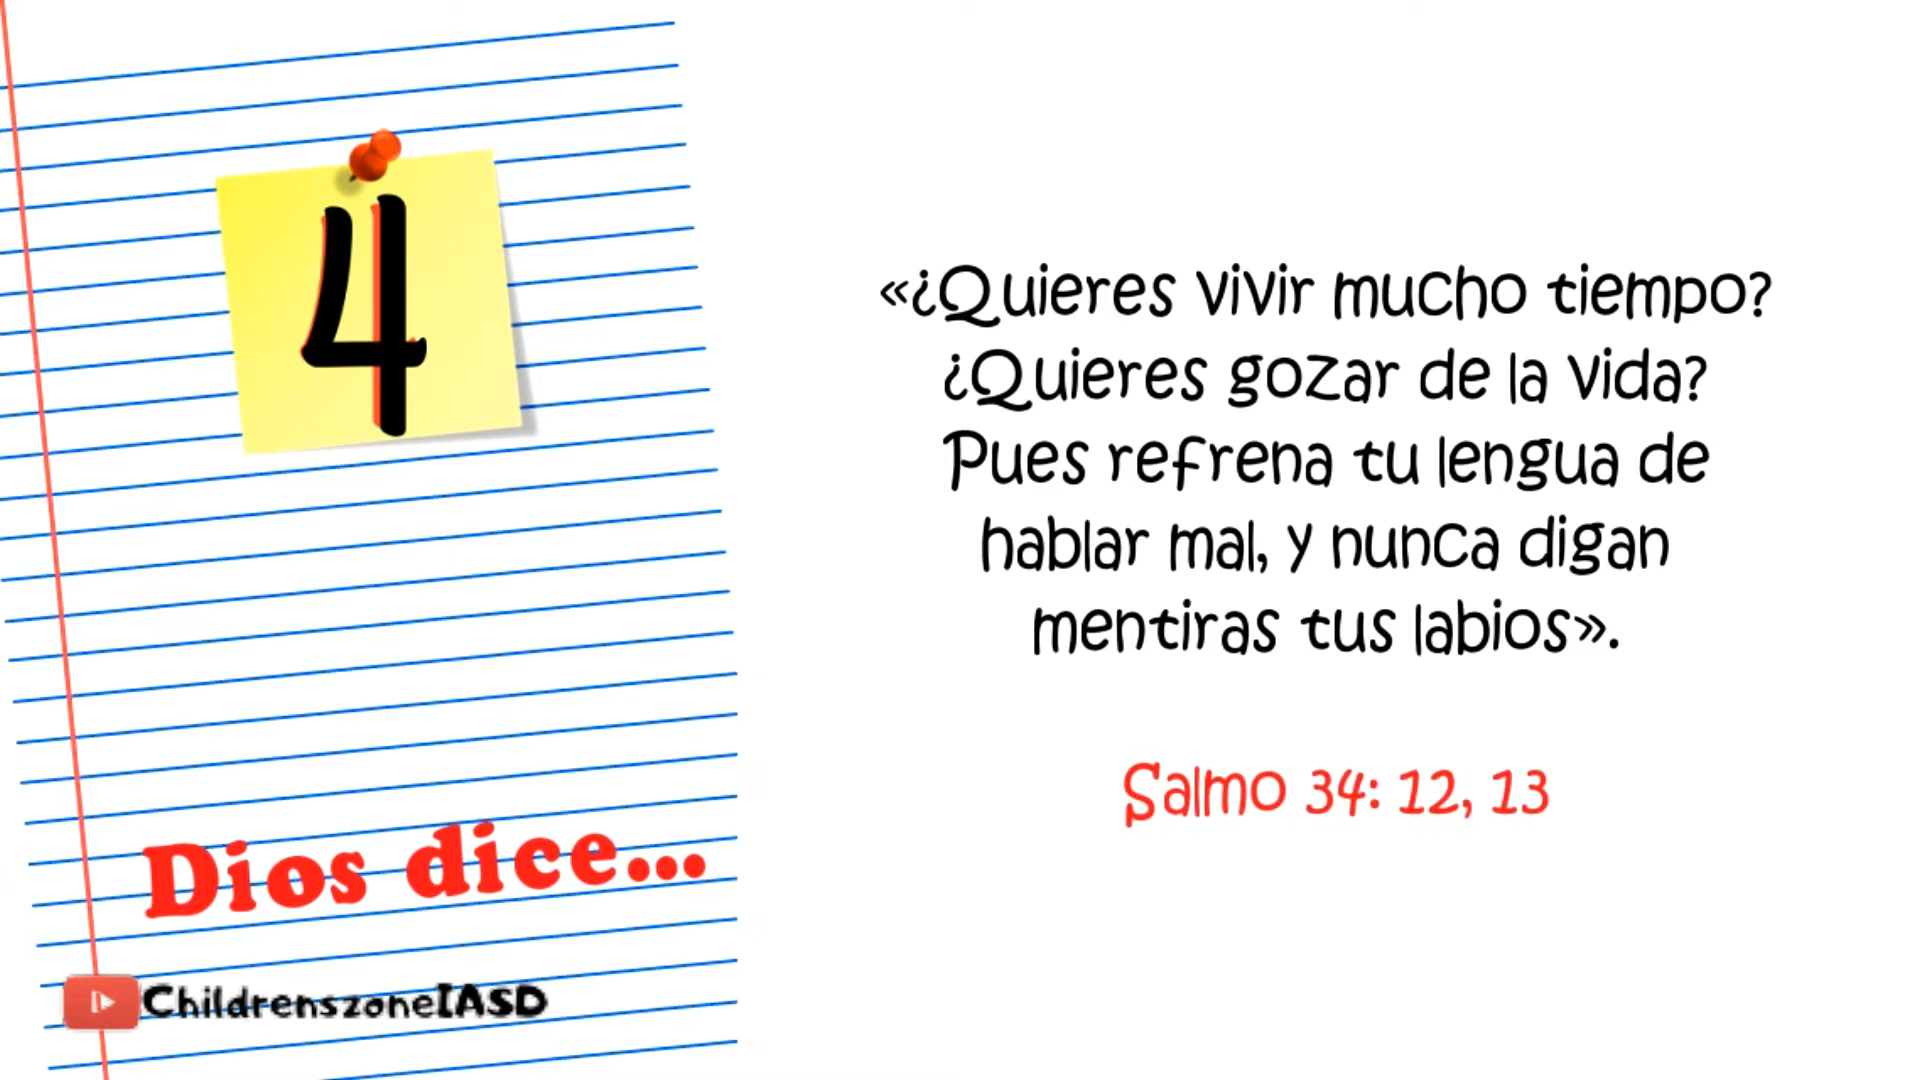 4
«¿Quieres vivir mucho tiempo?
¿Quieres gozar de la vida?
Pues refrena tu lengua de
hablar mal, y nunca digan
mentiras tus labios».
Salmo 34: 12, 13
Dios dice...
ChildrenszoneIASD